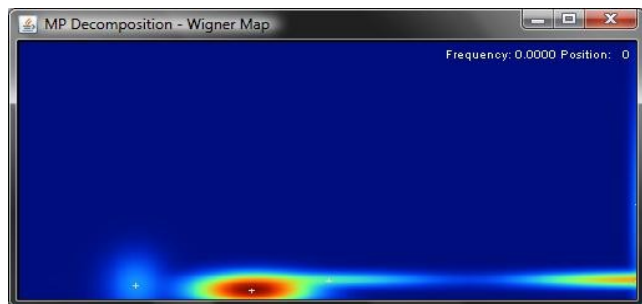 MP Decomposition - Wigner Map
Frequency: 0.0000 Position: 0